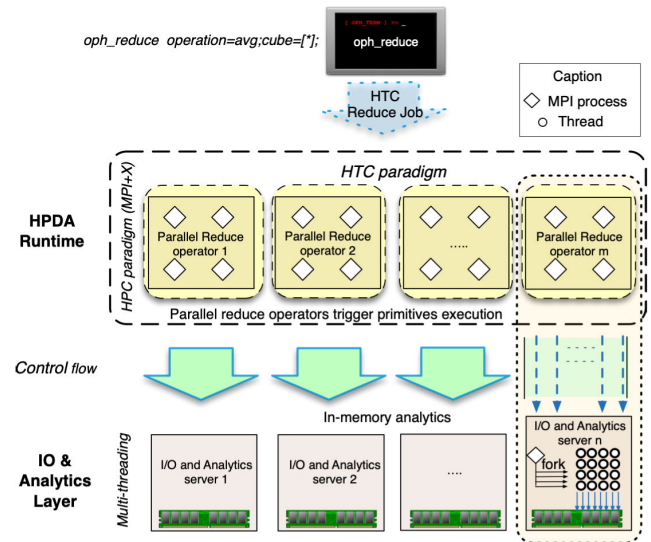 [ OPH_TERM ] >> _
oph_reduce operation=avg;cube=[*];
oph_reduce
HTC
Reduce Job
Caption
MPI process
Thread
HTC paradigm
HPDA
Runtime
HPC paradigm (MPI+X)
Parallel Reduce
operator 1
Parallel Reduce
operator 2
.....
Parallel Reduce
operator m
Parallel reduce operators trigger primitives execution
Control flow
In-memory analytics
IO &
Analytics
Layer
Multi-threading
I/O and Analytics
server 1
I/O and Analytics
server 2
....
I/O and Analytics
server n
fork